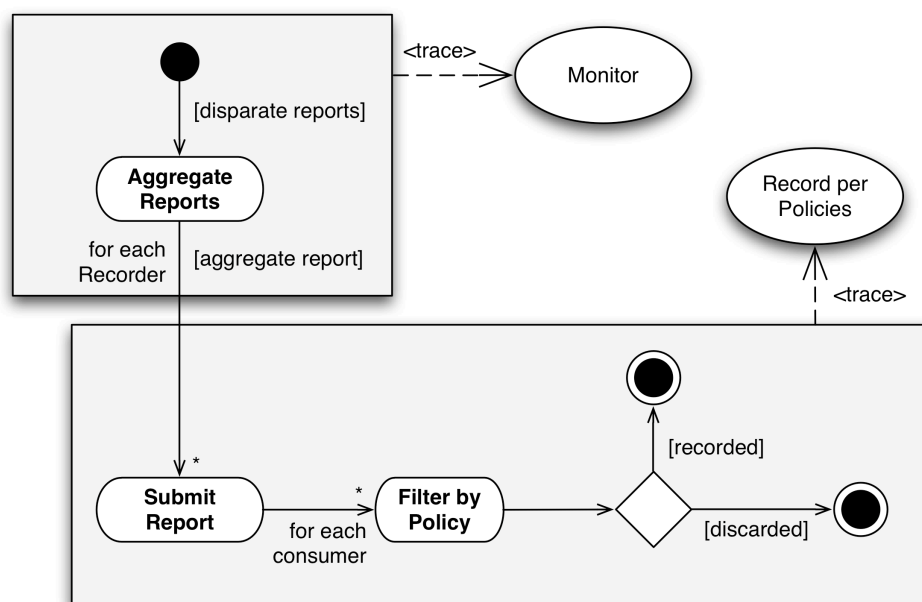 <trace>
Monitor
[disparate reports]
Aggregate
Reports
Record per
Policies
for each
Recorder
[aggregate report]
<trace>
[recorded]
*
Submit
Report
*
Filter by
Policy
for each
consumer
[discarded]